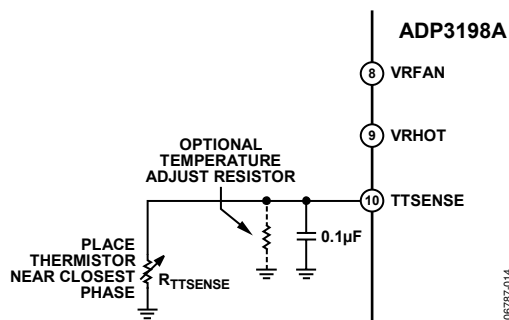 ADP3198A
8 VRFAN
9 VRHOT
OPTIONAL
TEMPERATURE
ADJUST RESISTOR
10 TTSENSE
0.1µF
PLACE
THERMISTOR
NEAR CLOSEST
PHASE
RTTSENSE
06787-014